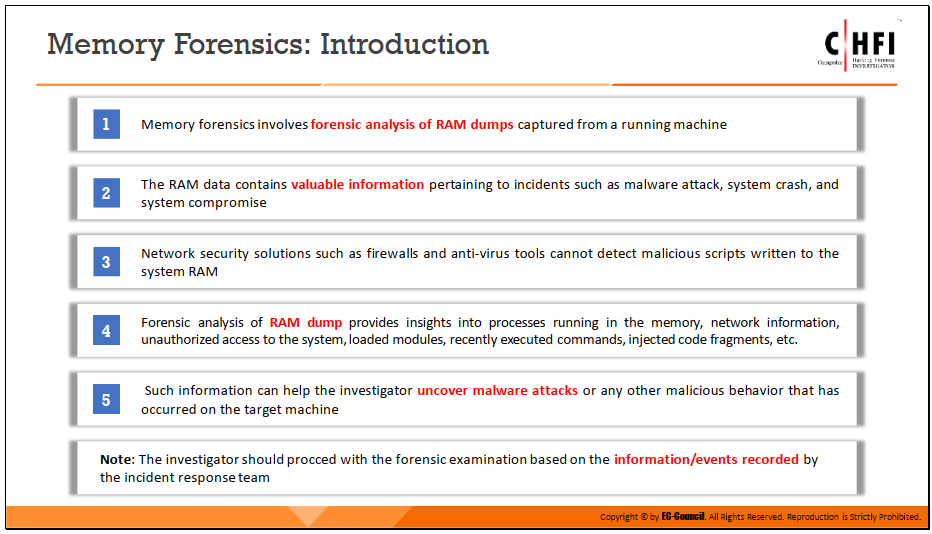 Memory Forensics: Introduction
CHFI
Computer Hacking Forensic
INVESTIGATOR
1
Memory forensics involves forensic analysis of RAM dumps captured from a running machine
2
The RAM data contains valuable information pertaining to incidents such as malware attack, system crash, and
system compromise
3
Network security solutions such as firewalls and anti-virus tools cannot detect malicious scripts written to the
system RAM
4
Forensic analysis of RAM dump provides insights into processes running in the memory, network information,
unauthorized access to the system, loaded modules, recently executed commands, injected code fragments, etc.
5
Such information can help the investigator uncover malware attacks or any other malicious behavior that has
occurred on the target machine
Note: The investigator should procced with the forensic examination based on the information/events recorded by
the incident response team
Copyright © by EC-Council. All Rights Reserved. Reproduction is Strictly Prohibited.